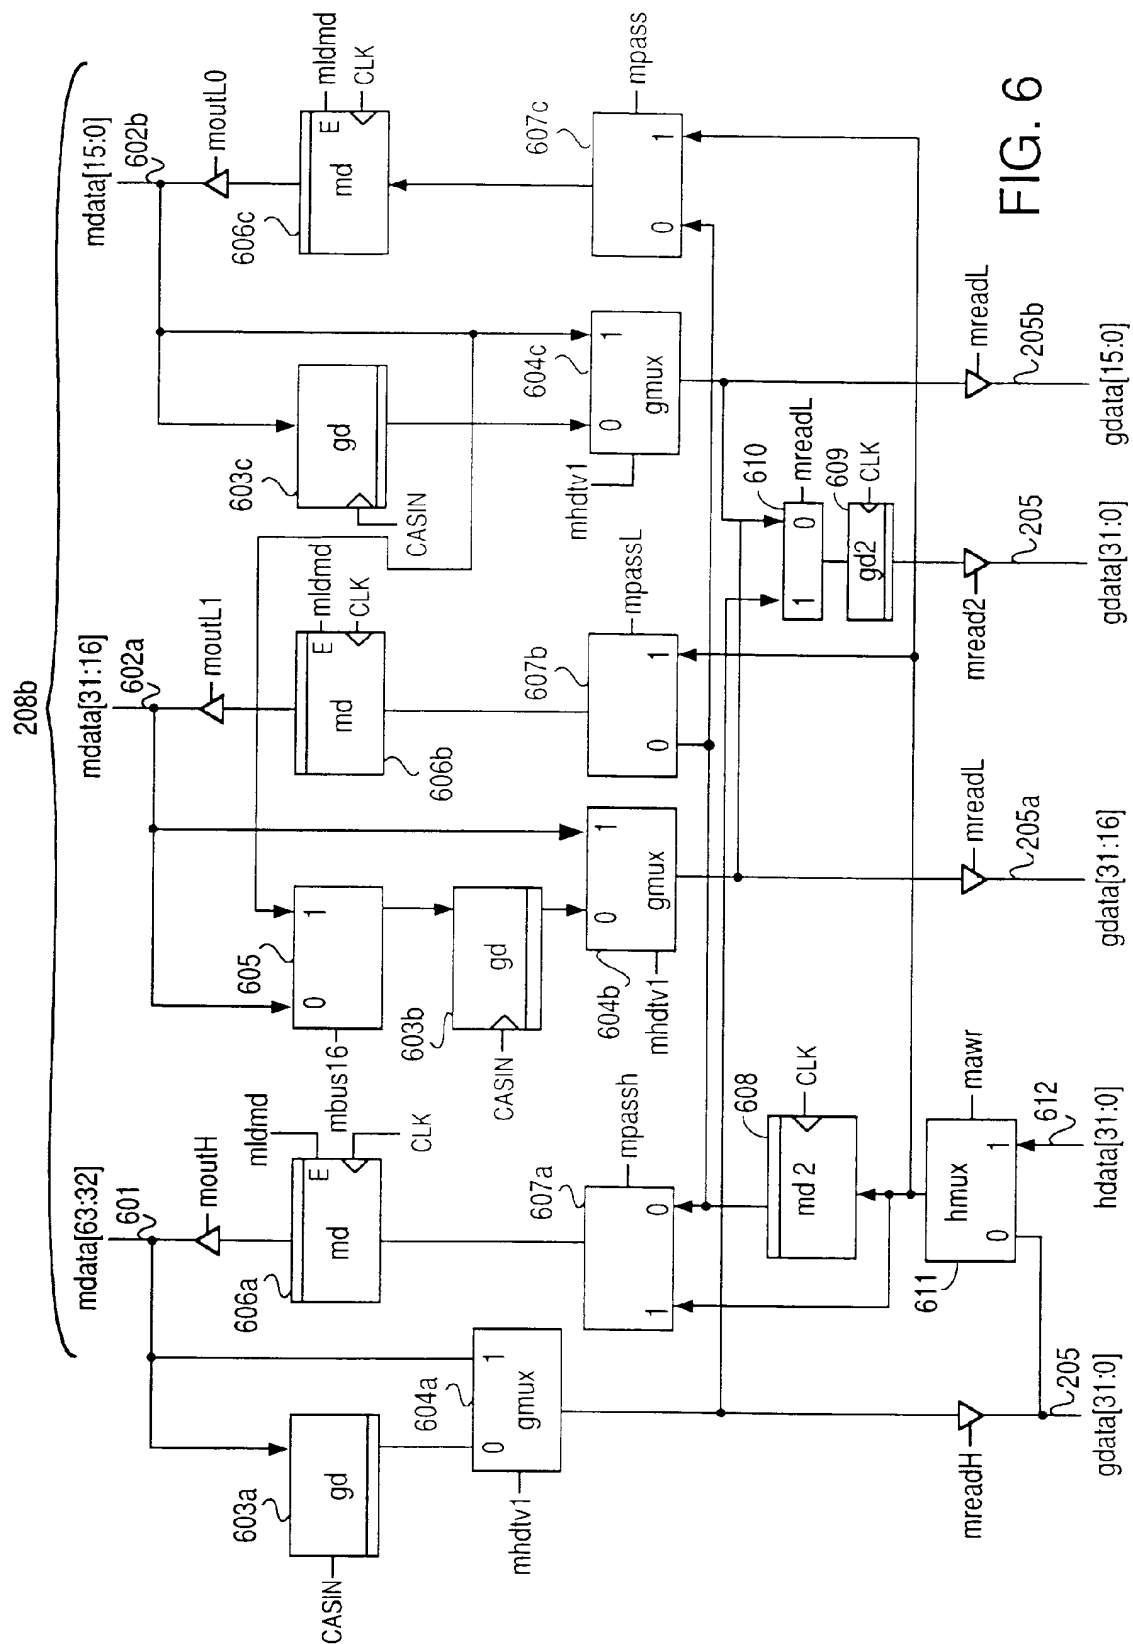 208b
mdata[63:32]
601
moutH
mldmd
CLK
E
md
606a
CASIN
603a
gd
604a
0
1
gmux
mhdtv1
607a
mpassh
1
0
608
md 2
CLK
hmux
0
1
mawr
611
612
hdata[31:0]
mreadH
205
gdata[31:0]
mdata[31:16]
602a
moutL1
mldmd
CLK
E
md
606b
605
0
1
mbus16
603b
gd
CASIN
604b
0
1
gmux
mhdtv1
607b
mpassL
0
1
mreadL
205a
gdata[31:16]
mdata[15:0]
602b
moutL0
mldmd
CLK
E
md
606c
603c
gd
CASIN
604c
0
1
gmux
mhdtv1
607c
mpass
0
1
610
mreadL
1
0
609
gd2
CLK
mread2
205
gdata[31:0]
mreadL
205b
gdata[15:0]
FIG. 6